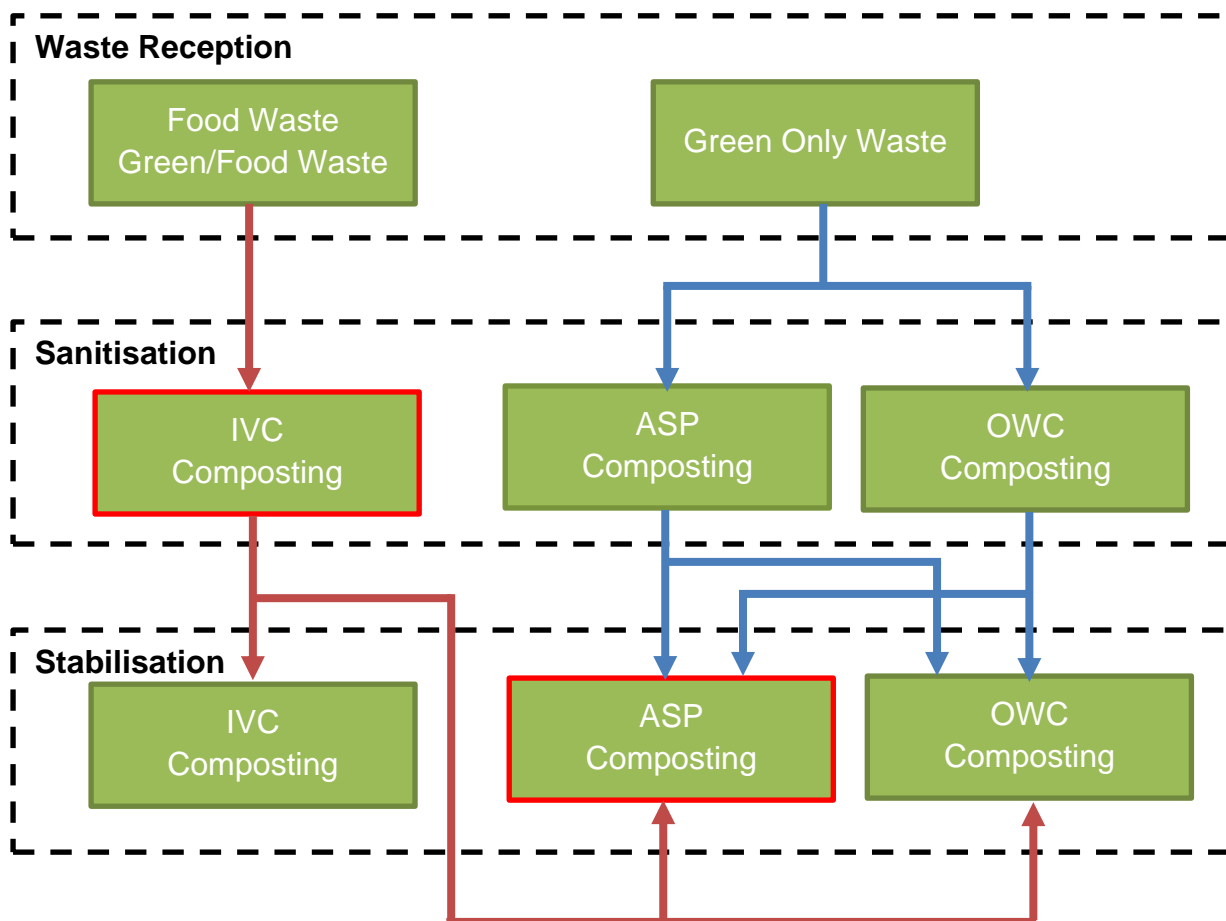 Waste Reception
Food Waste
Green/Food Waste
Green Only Waste
Sanitisation
IVC
Composting
ASP
Composting
OWC
Composting
Stabilisation
IVC
Composting
ASP
Composting
OWC
Composting